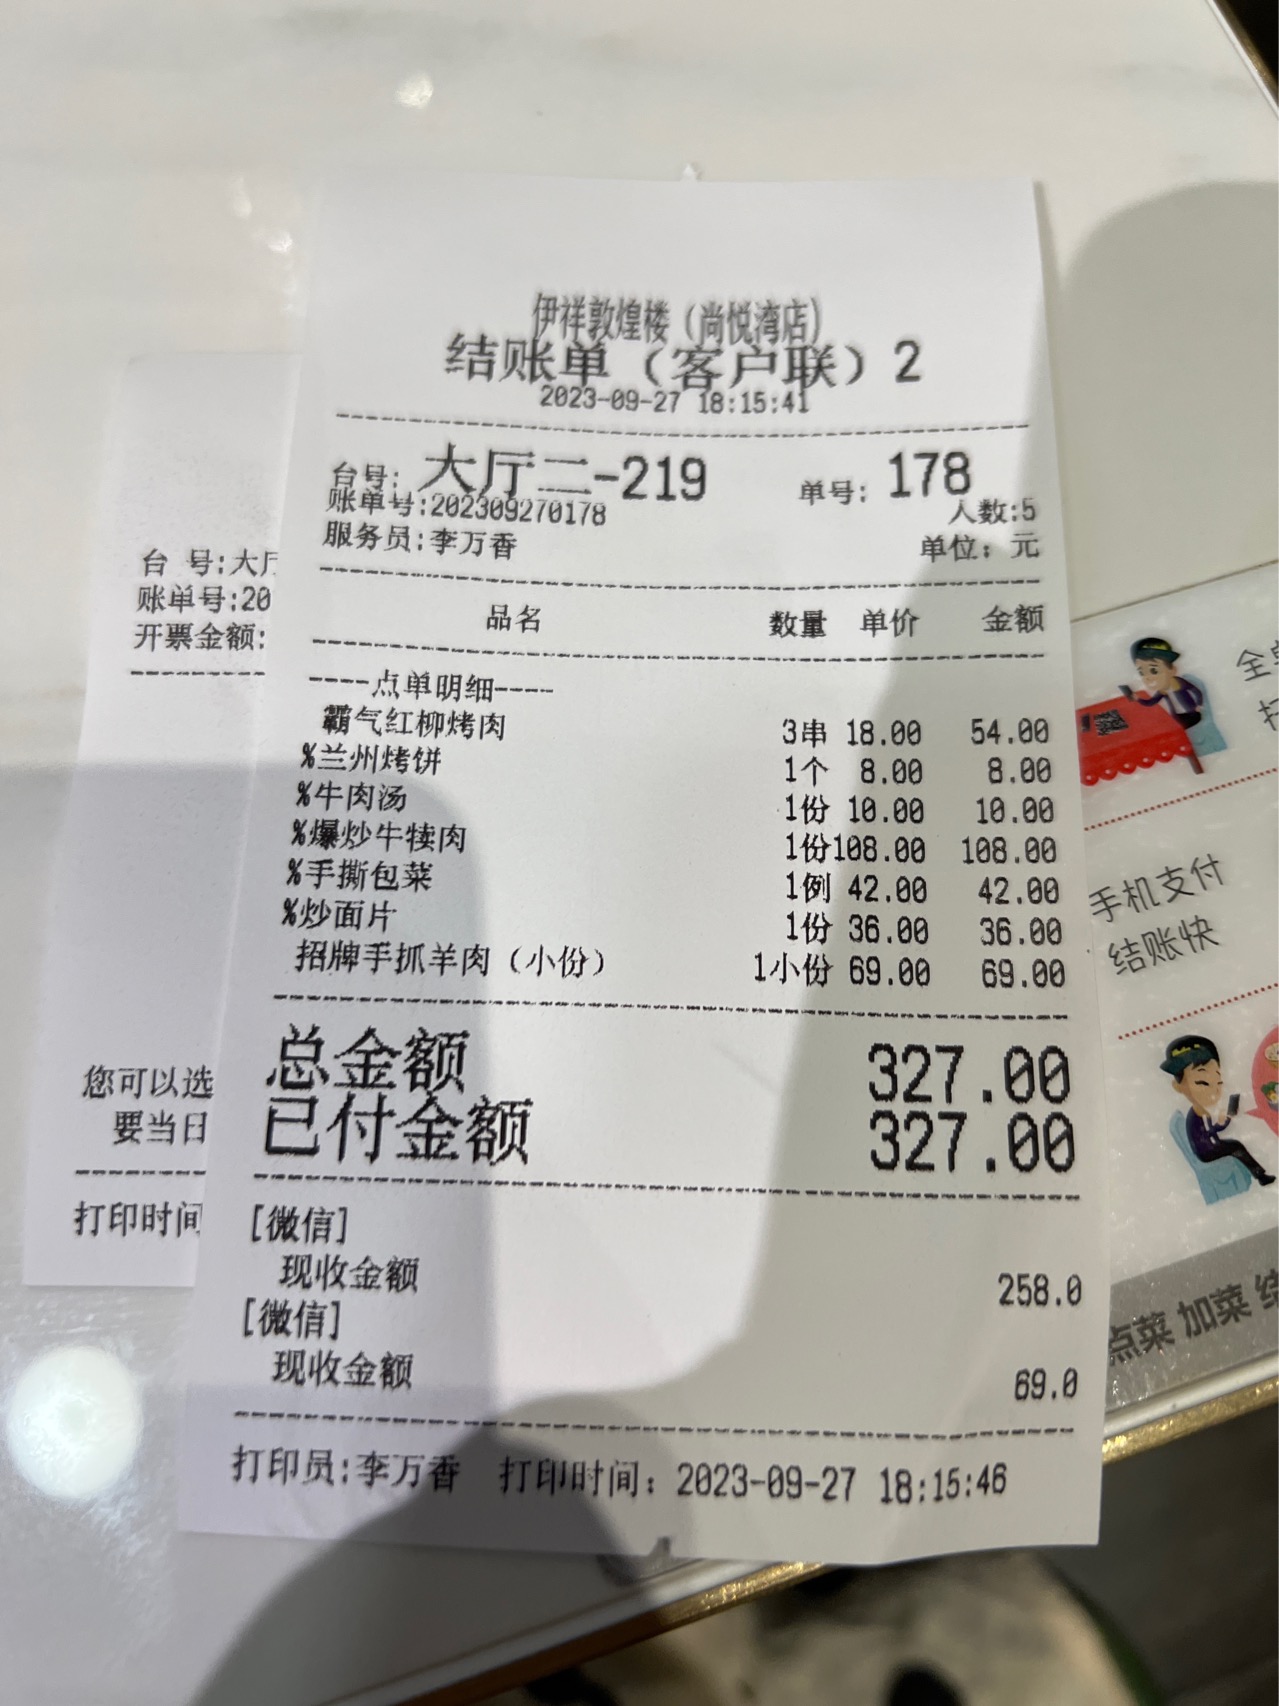 伊祥敦煌楼（尚悦湾店）
结账单（客户联）2
2023-09-27 18:15:41
台号: 大厅二-219 单号: 178
账单号:202309270178 人数:5
服务员:李万香 单位: 元
品名 数量 单价 金额
----点单明细----
霸气红柳烤肉 3串 18.00 54.00
%兰州烤饼 1个 8.00 8.00
%牛肉汤 1份 10.00 10.00
%爆炒牛犊肉 1份108.00 108.00
%手撕包菜 1例 42.00 42.00
%炒面片 1份 36.00 36.00
招牌手抓羊肉（小份） 1小份 69.00 69.00
总金额 327.00
已付金额 327.00
[微信]
现收金额 258.0
[微信]
现收金额 69.0
打印员:李万香 打印时间: 2023-09-27 18:15:46
台 号:大厅
账单号:20
开票金额:
您可以选
要当日
打印时间
手机支付
结账快
点菜 加菜